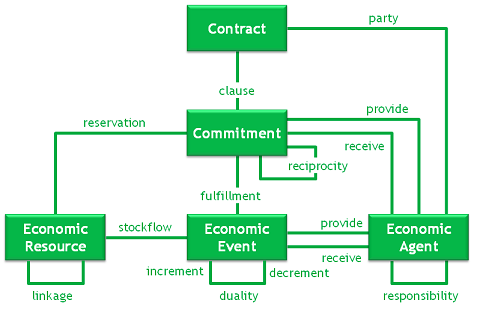 party
Contract
clause
provide
reservation
Commitment
receive
reciprocity
fulfillment
Economic
Resource
stockflow
Economic
Event
provide
receive
Economic
Agent
increment
decrement
linkage
duality
responsibility